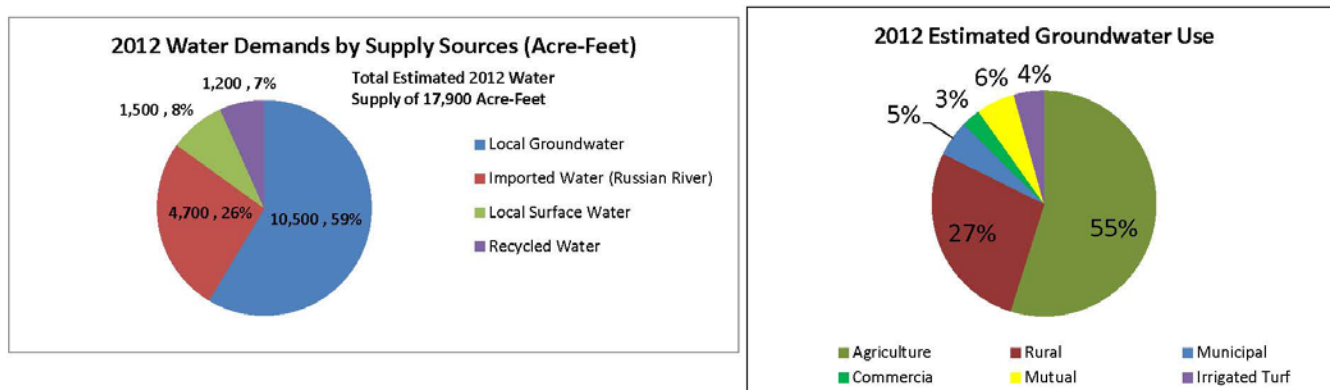 2012 Water Demands by Supply Sources (Acre-Feet)
Total Estimated 2012 Water
Supply of 17,900 Acre-Feet
1,200 , 7%
1,500 , 8%
4,700 , 26%
10,500 , 59%
Local Groundwater
Imported Water (Russian River)
Local Surface Water
Recycled Water
2012 Estimated Groundwater Use
6%
4%
3%
5%
27%
55%
Agriculture
Rural
Municipal
Commercia
Mutual
Irrigated Turf